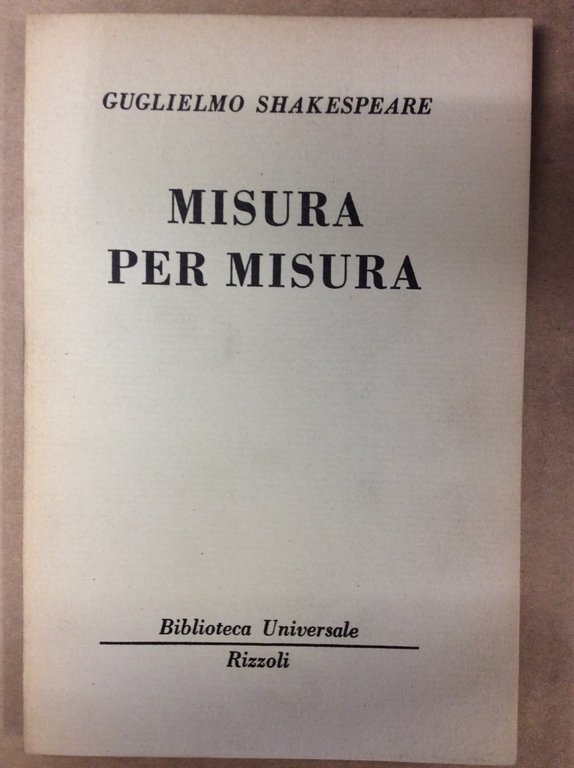 GUGLIELMO SHAKESPEARE
MISURA
PER MISURA
Biblioteca Universale
Rizzoli